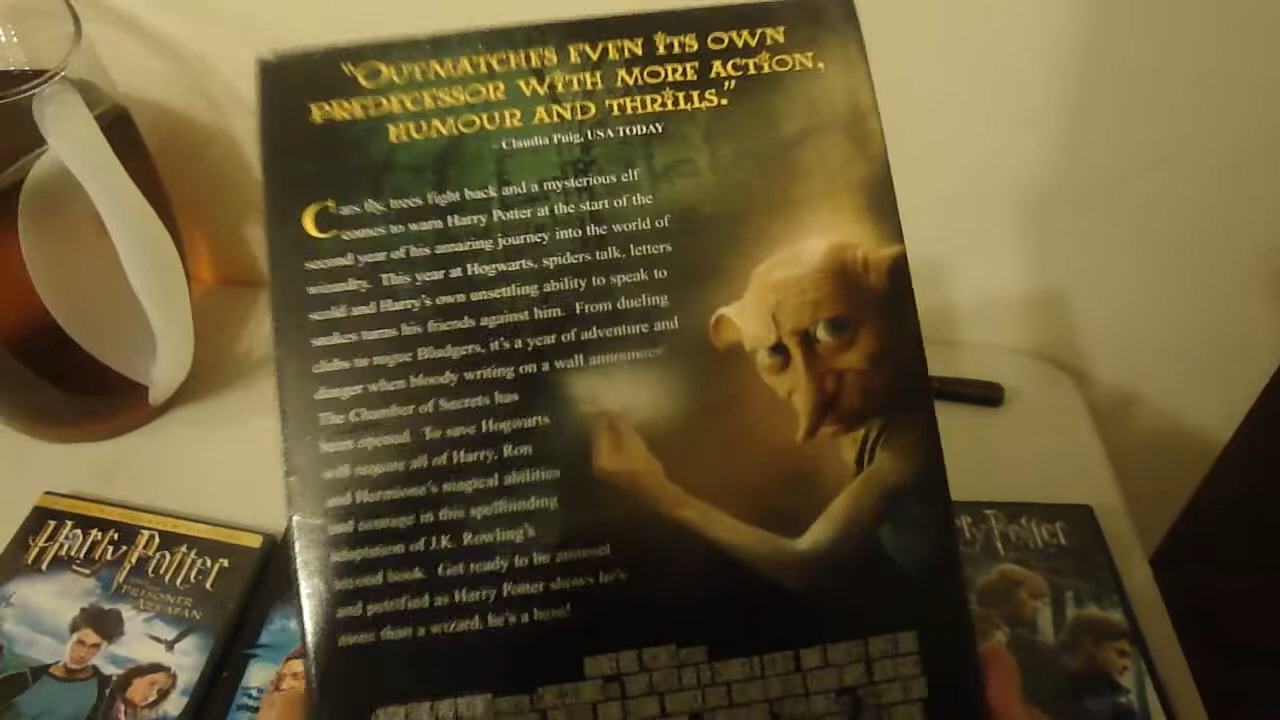 "OUTMATCHES EVEN ITS OWN
PREDECESSOR WITH MORE ACTION,
HUMOUR AND THRILLS."
- Claudia Puig, USA TODAY
Cars fly, trees fight back and a mysterious elf
comes to warn Harry Potter at the start of the
second year of his amazing journey into the world of
wizardry. This year at Hogwarts, spiders talk, letters
scold and Harry's own unsettling ability to speak to
snakes turns his friends against him. From dueling
clubs to rogue Bludgers, it's a year of adventure and
danger when bloody writing on a wall announces:
The Chamber of Secrets has
been opened. To save Hogwarts
will require all of Harry, Ron
and Hermione's magical abilities
and courage in this spellbinding
adaptation of J.K. Rowling's
second book. Get ready to be amazed
and petrified as Harry Potter shows he's
more than a wizard, he's a hero!
Harry Potter
AND THE
PRISONER
OF AZKABAN
ry Potter